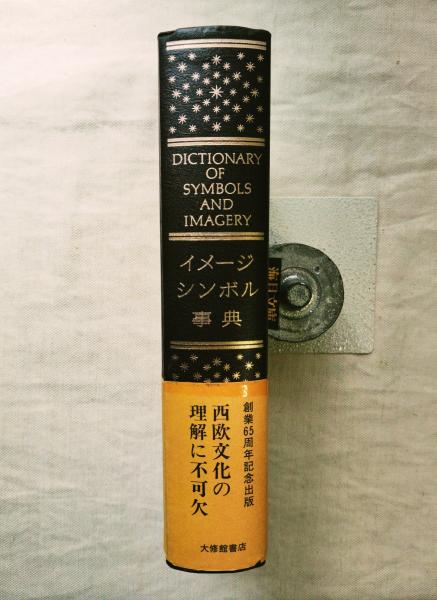 DICTIONARY
OF
SYMBOLS
AND
IMAGERY
イメージ
シンボル
事典
創業65周年記念出版
西欧文化の
理解に不可欠
大修館書店